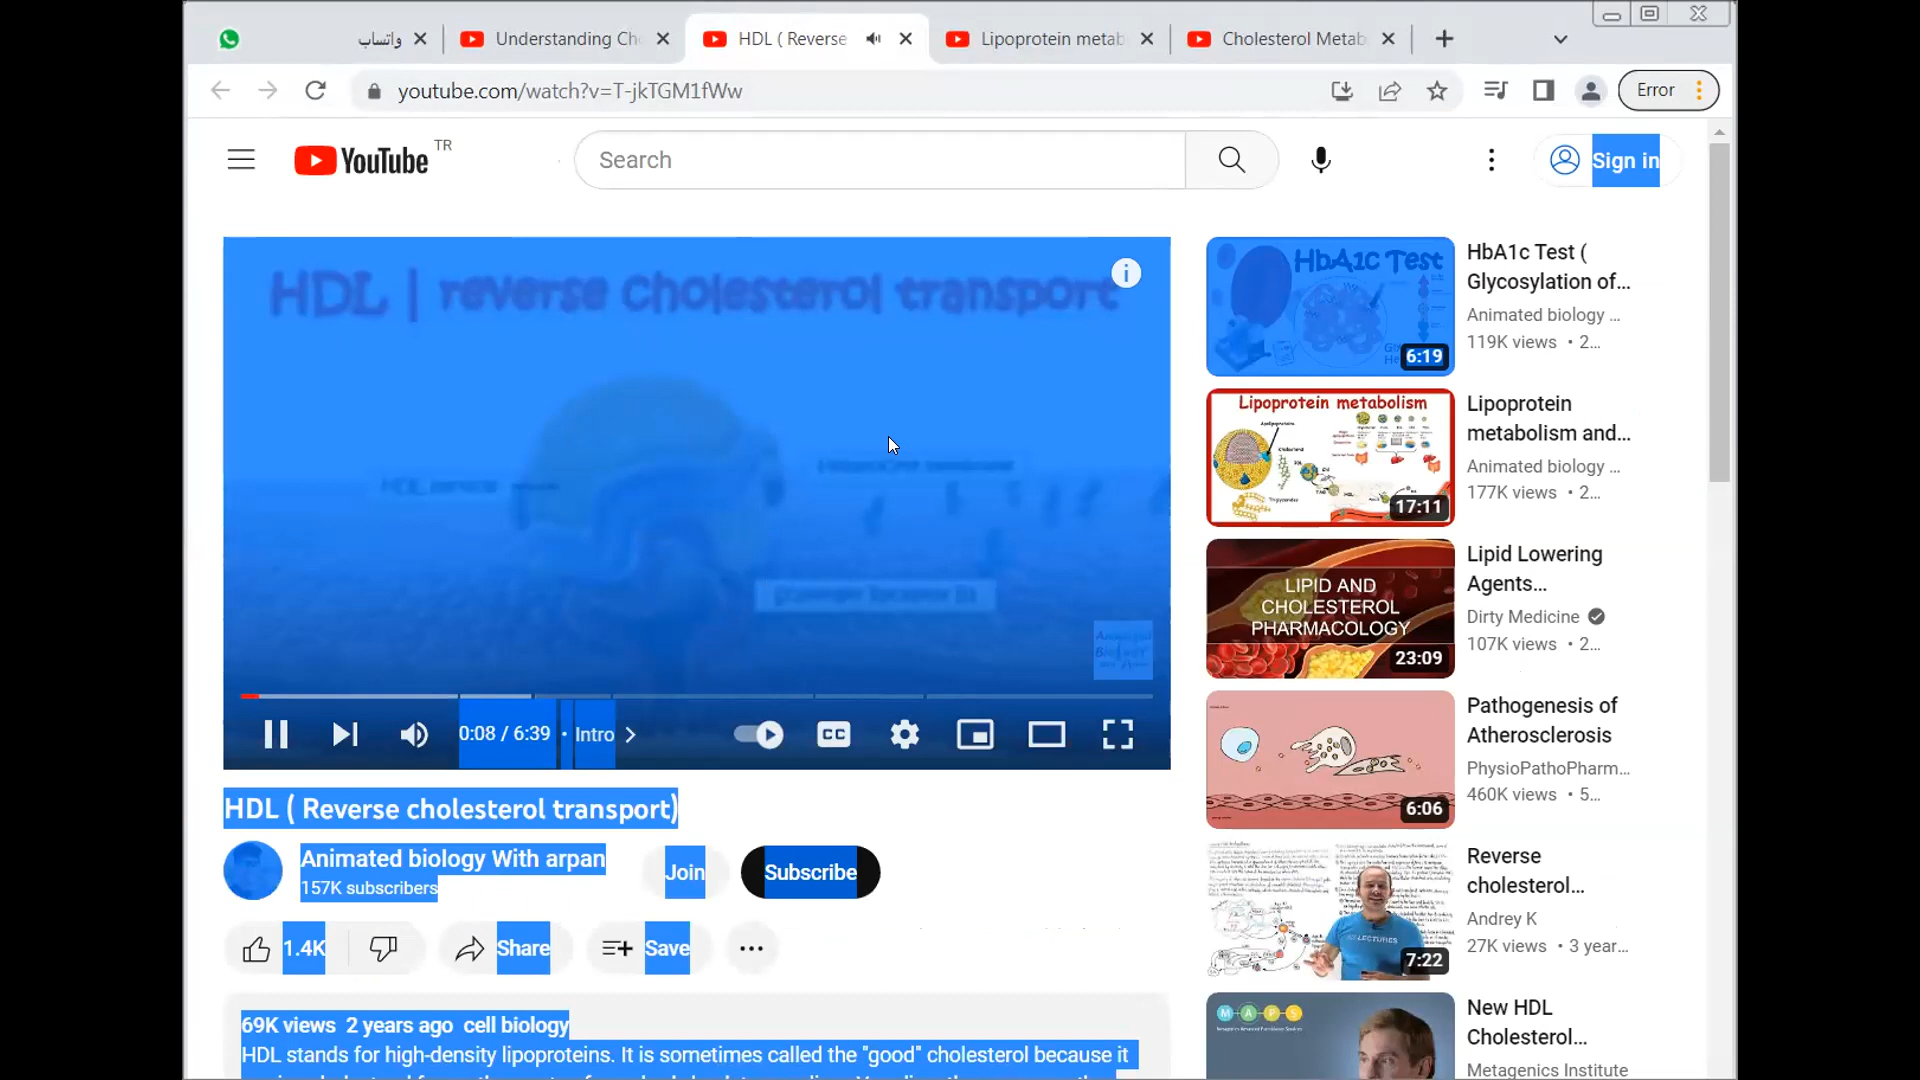 واتساب
Understanding Ch
HDL ( Reverse
Lipoprotein metab
Cholesterol Metab
youtube.com/watch?v=T-jkTGM1fWw
Error
YouTube TR
Search
Sign in
HDL | reverse cholesterol transport
0:08 / 6:39 • Intro
CC
HDL ( Reverse cholesterol transport)
Animated biology With arpan
157K subscribers
Join
Subscribe
1.4K
Share
Save
69K views 2 years ago cell biology
HDL stands for high-density lipoproteins. It is sometimes called the "good" cholesterol because it
HbA1c Test
6:19
HbA1c Test (
Glycosylation of...
Animated biology ...
119K views • 2...
Lipoprotein metabolism
17:11
Lipoprotein
metabolism and...
Animated biology ...
177K views • 2...
LIPID AND
CHOLESTEROL
PHARMACOLOGY
23:09
Lipid Lowering
Agents...
Dirty Medicine
107K views • 2...
6:06
Pathogenesis of
Atherosclerosis
PhysioPathoPharm...
460K views • 5...
LECTURES
7:22
Reverse
cholesterol...
Andrey K
27K views • 3 year...
M A P S
New HDL
Cholesterol...
Metagenics Institute